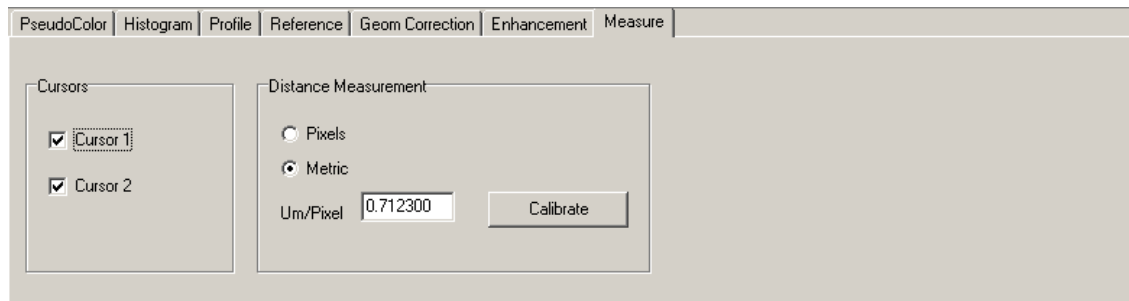 PseudoColor Histogram Profile Reference Geom Correction Enhancement Measure
Cursors
Cursor 1
Cursor 2
Distance Measurement
Pixels
Metric
Um/Pixel 0.712300 Calibrate